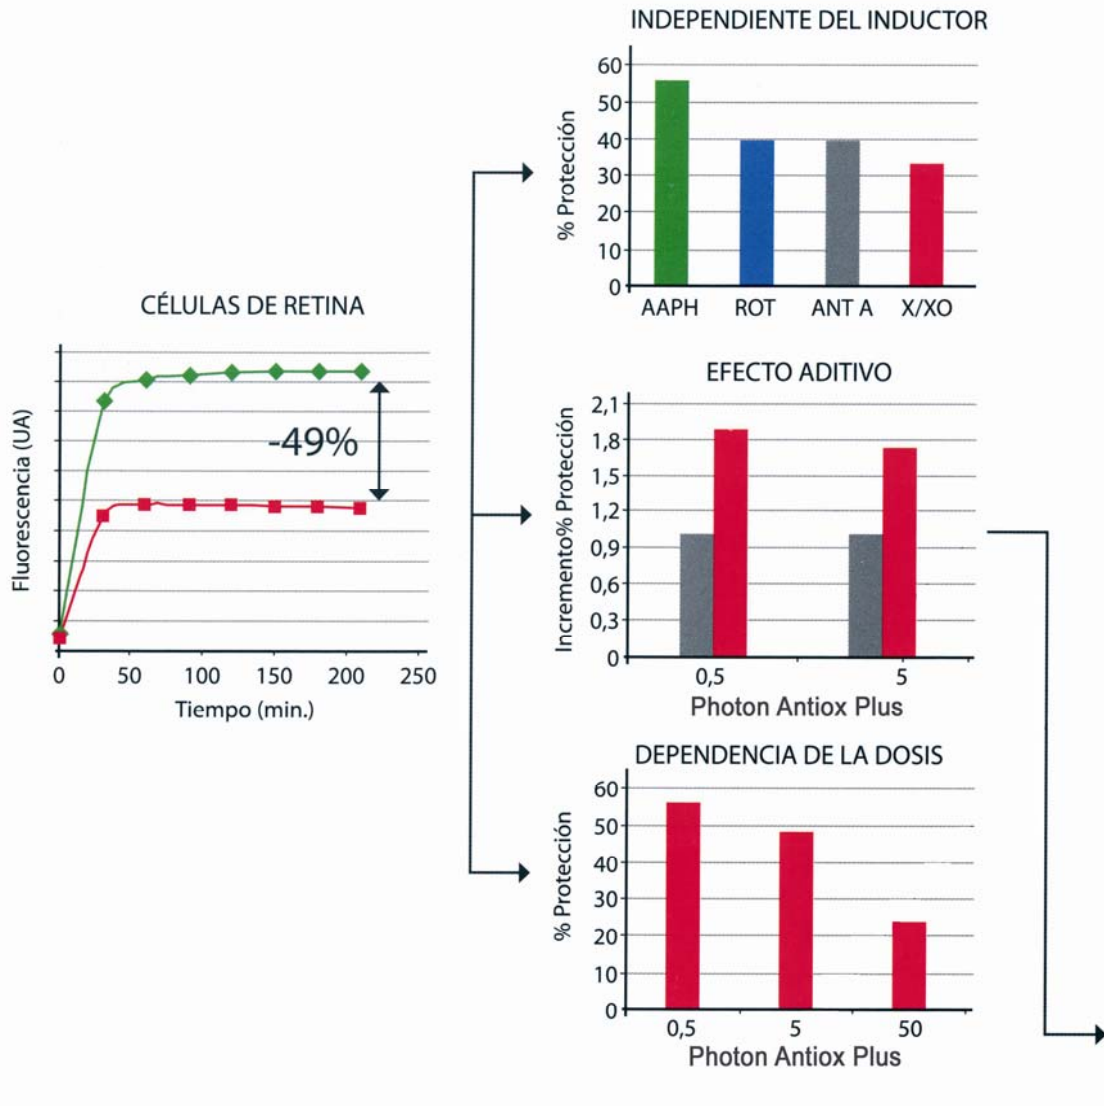 INDEPENDIENTE DEL INDUCTOR
% Protección
60
50
40
30
20
10
0
AAPH ROT ANT A X/XO
CÉLULAS DE RETINA
Fluorescencia (UA)
-49%
0 50 100 150 200 250
Tiempo (min.)
EFECTO ADITIVO
Incremento% Protección
2,1
1,8
1,5
1,2
0,9
0,6
0,3
0
0,5 5
Photon Antiox Plus
DEPENDENCIA DE LA DOSIS
% Protección
60
50
40
30
20
10
0
0,5 5 50
Photon Antiox Plus